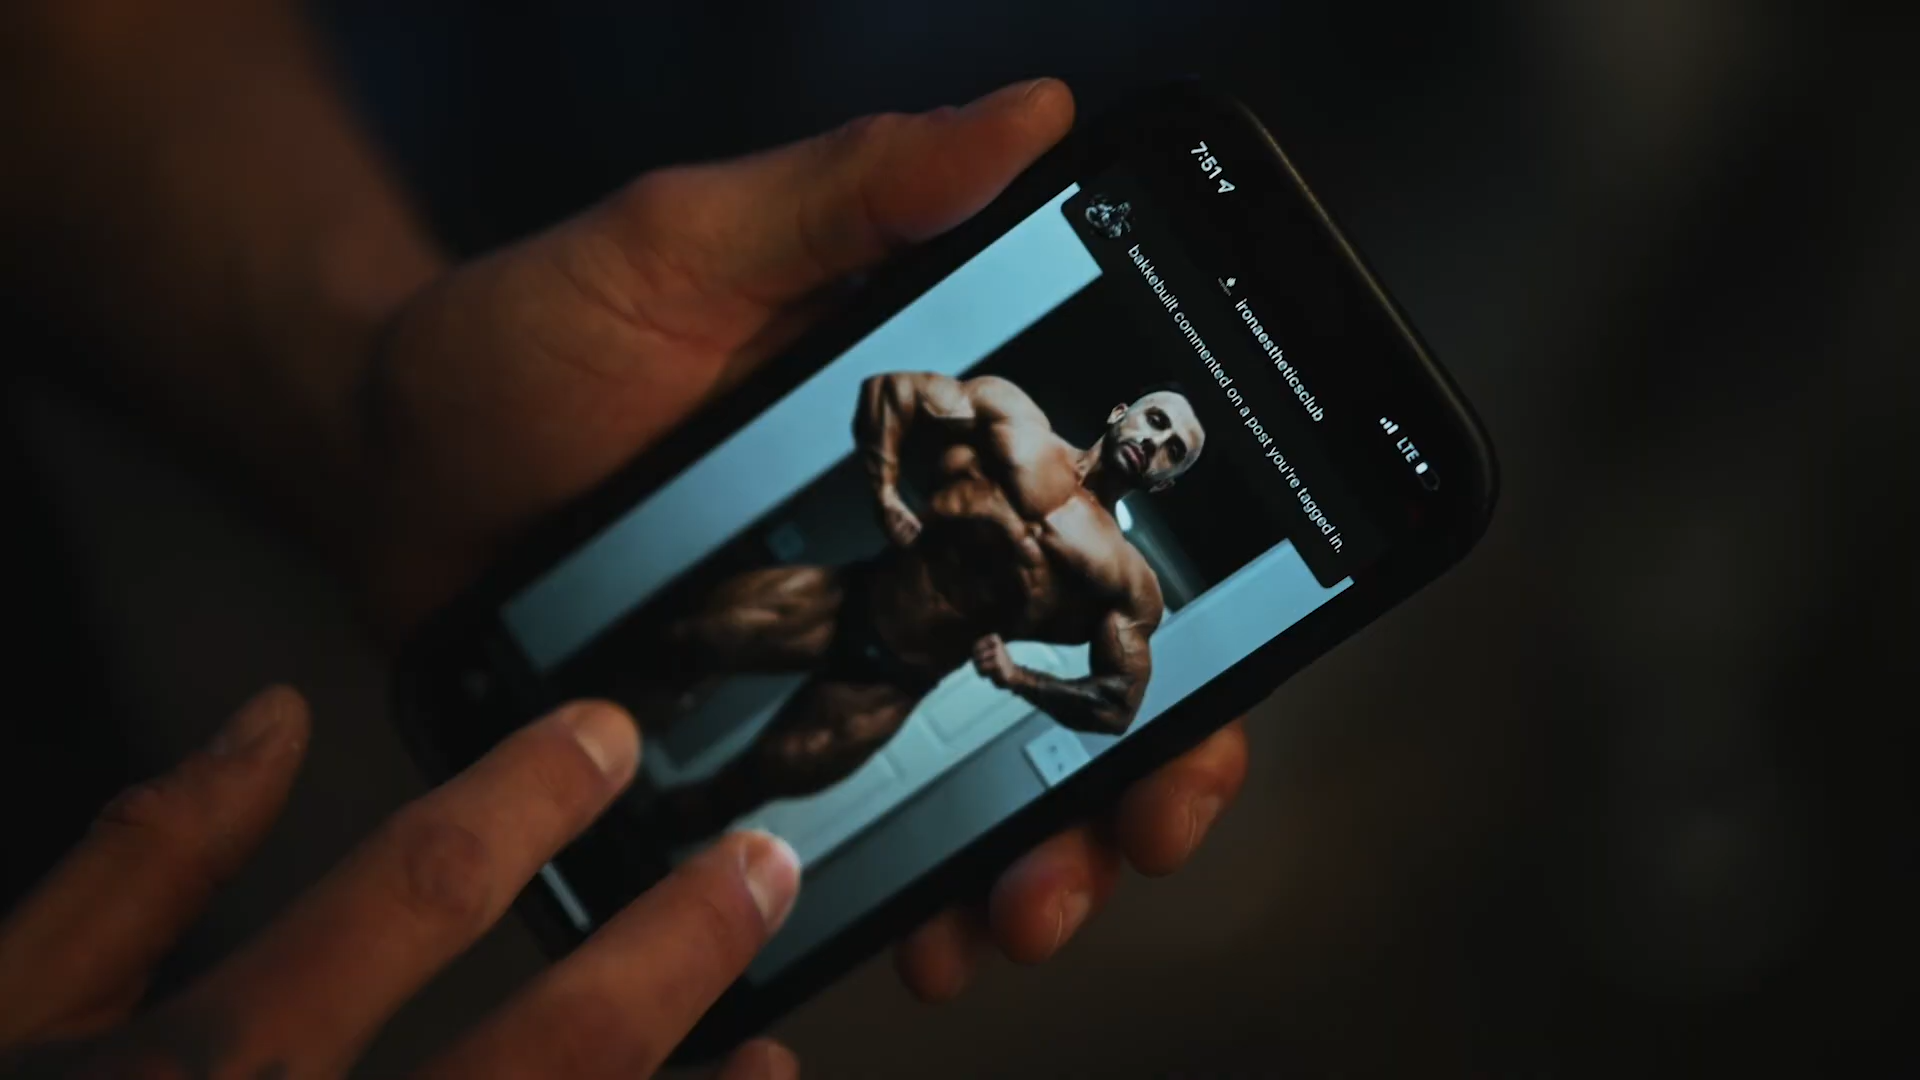 7:51
LTE
ironaestheticsclub
bakkebuilt commented on a post you're tagged in.